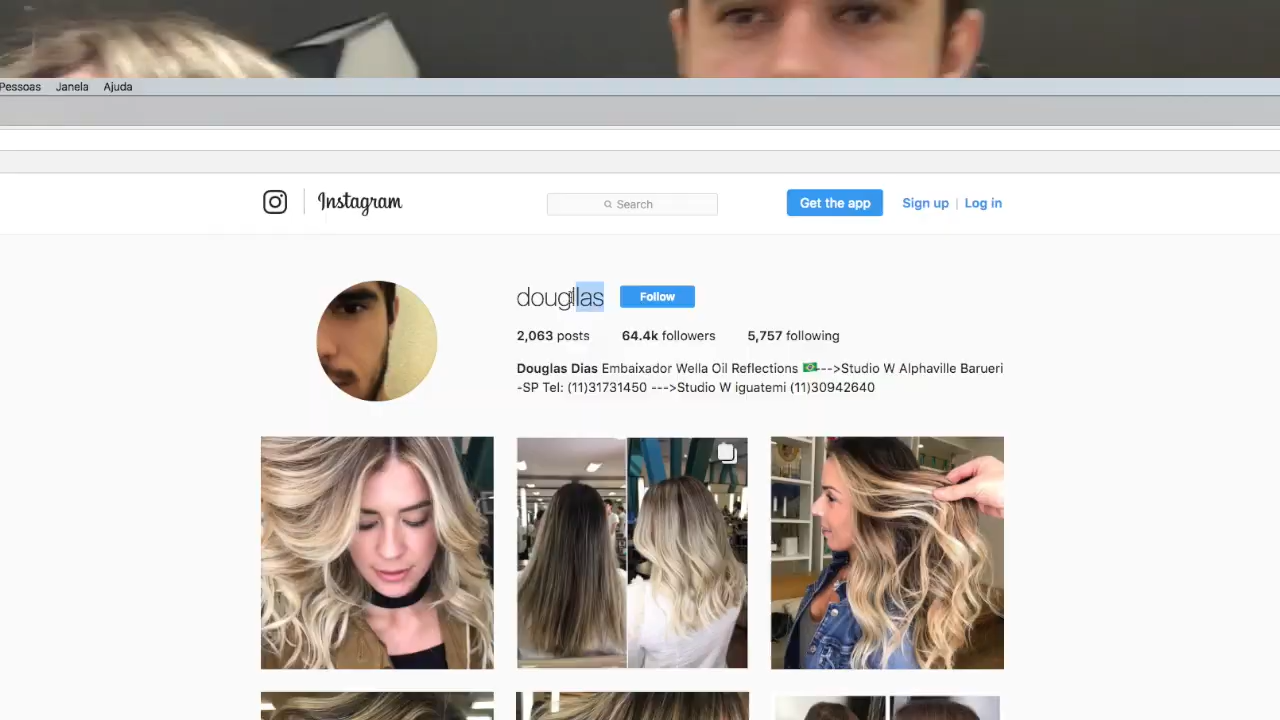 Pessoas Janela Ajuda
Instagram
Search
Get the app
Sign up | Log in
dougllas
Follow
2,063 posts 64.4k followers 5,757 following
Douglas Dias Embaixador Wella Oil Reflections 🇧🇷--->Studio W Alphaville Barueri
-SP Tel: (11)31731450 --->Studio W iguatemi (11)30942640